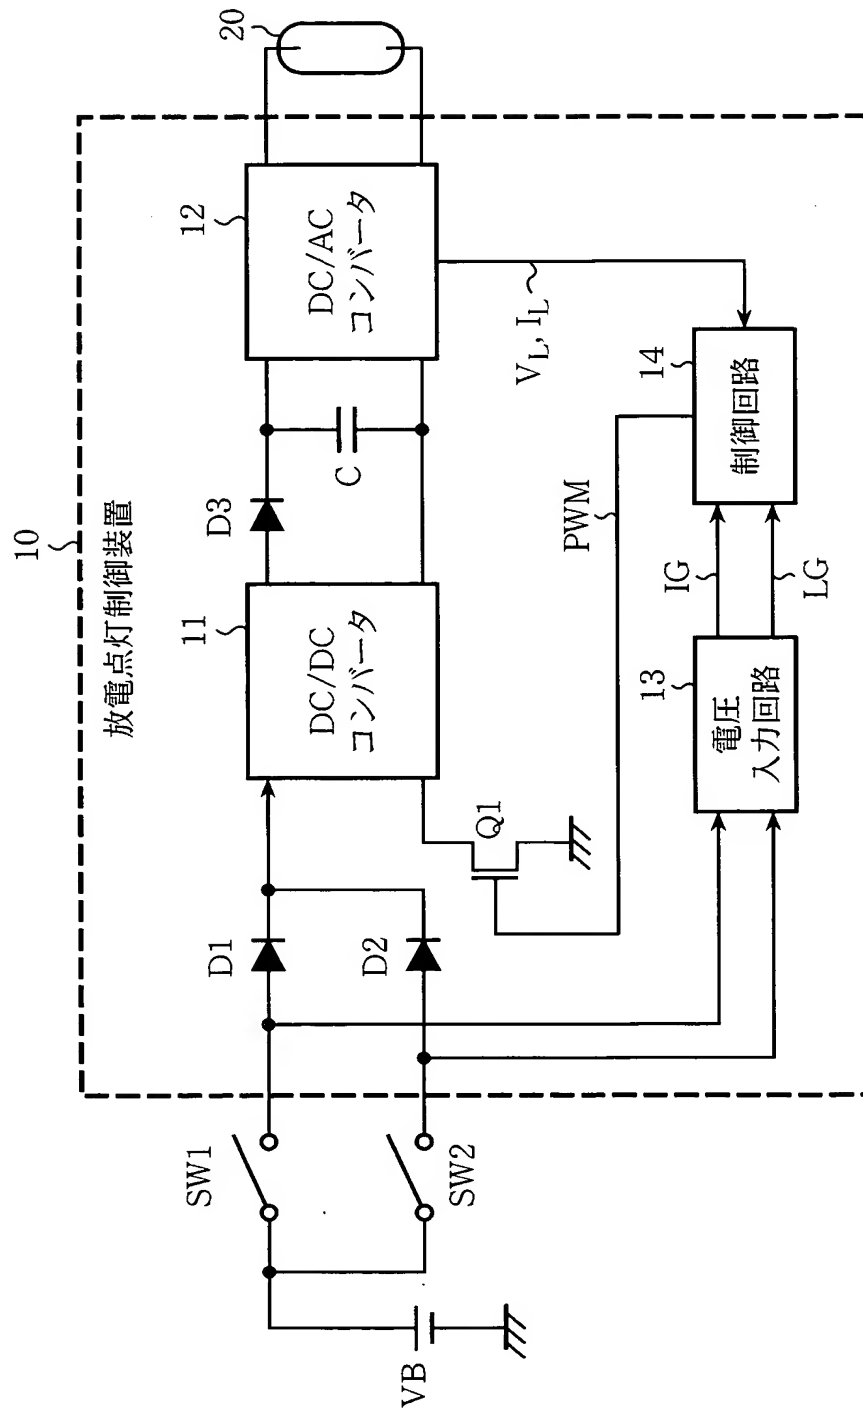 10
放電点灯制御装置
20
12
DC/AC
コンバータ
11
DC/DC
コンバータ
D3
C
D1
D2
SW1
SW2
VB
Q1
PWM
V_L, I_L
14
制御回路
IG
LG
13
電圧
入力回路